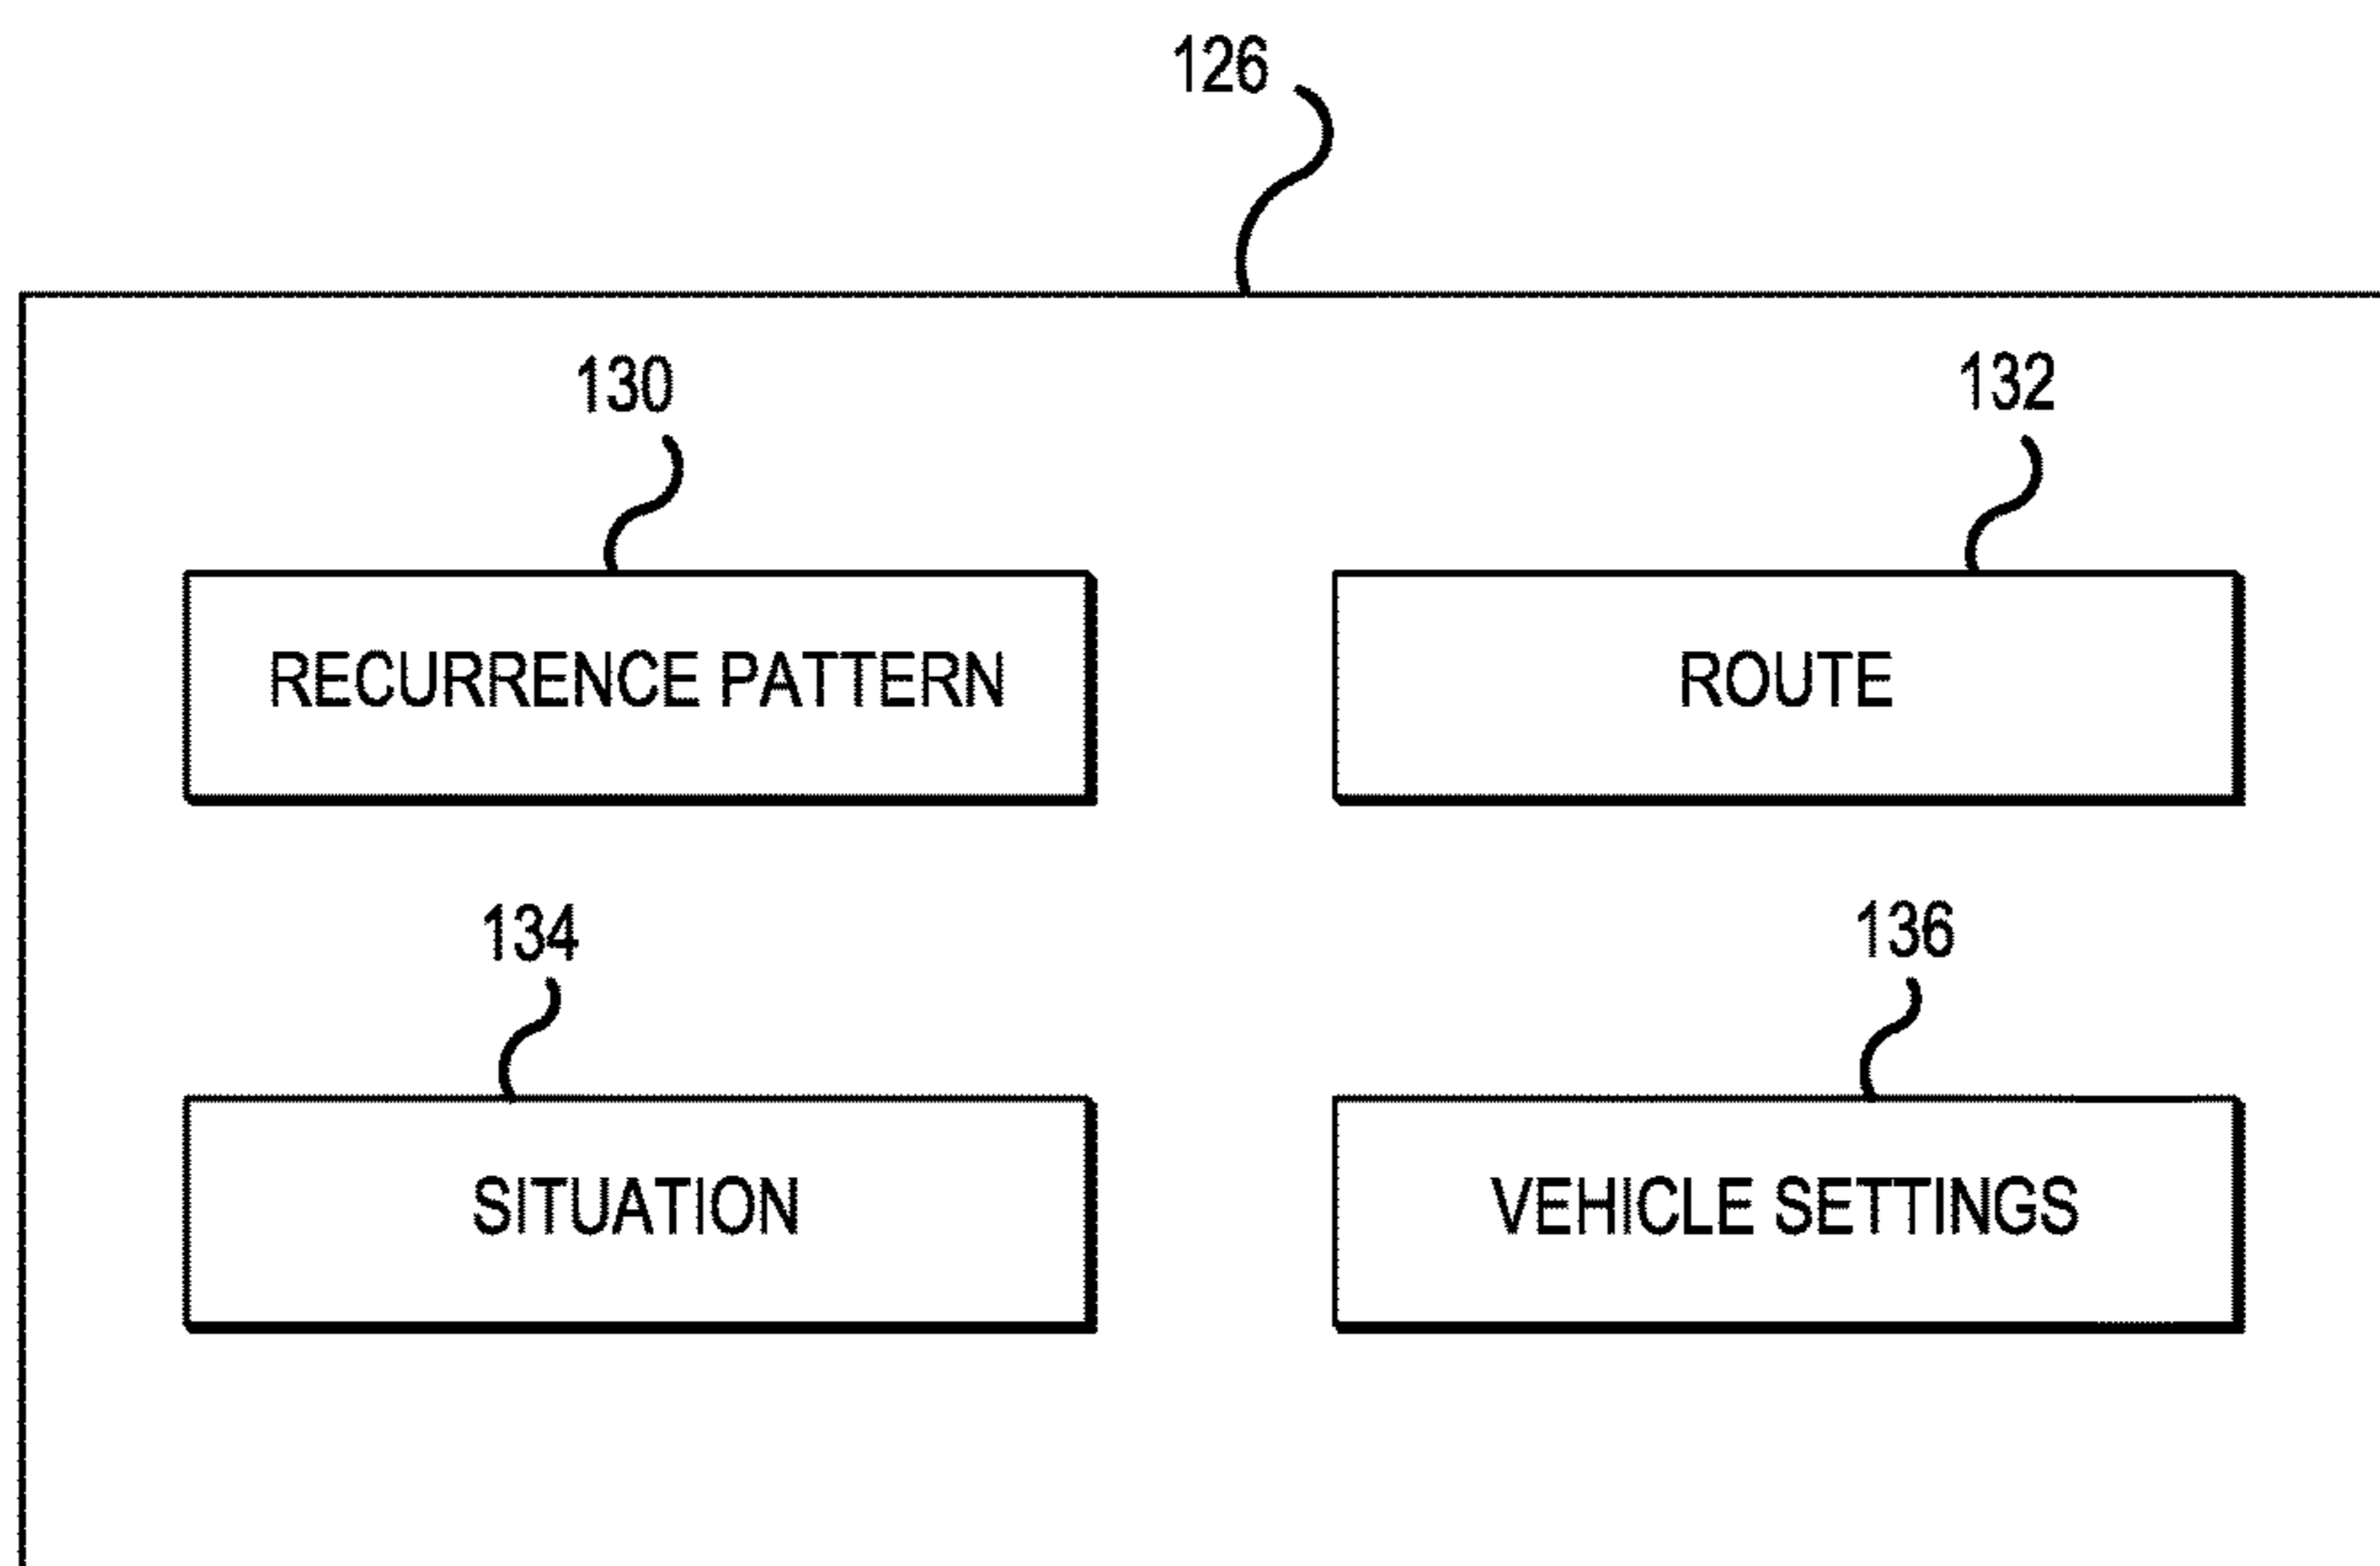 126
130
132
RECURRENCE PATTERN
ROUTE
134
136
SITUATION
VEHICLE SETTINGS